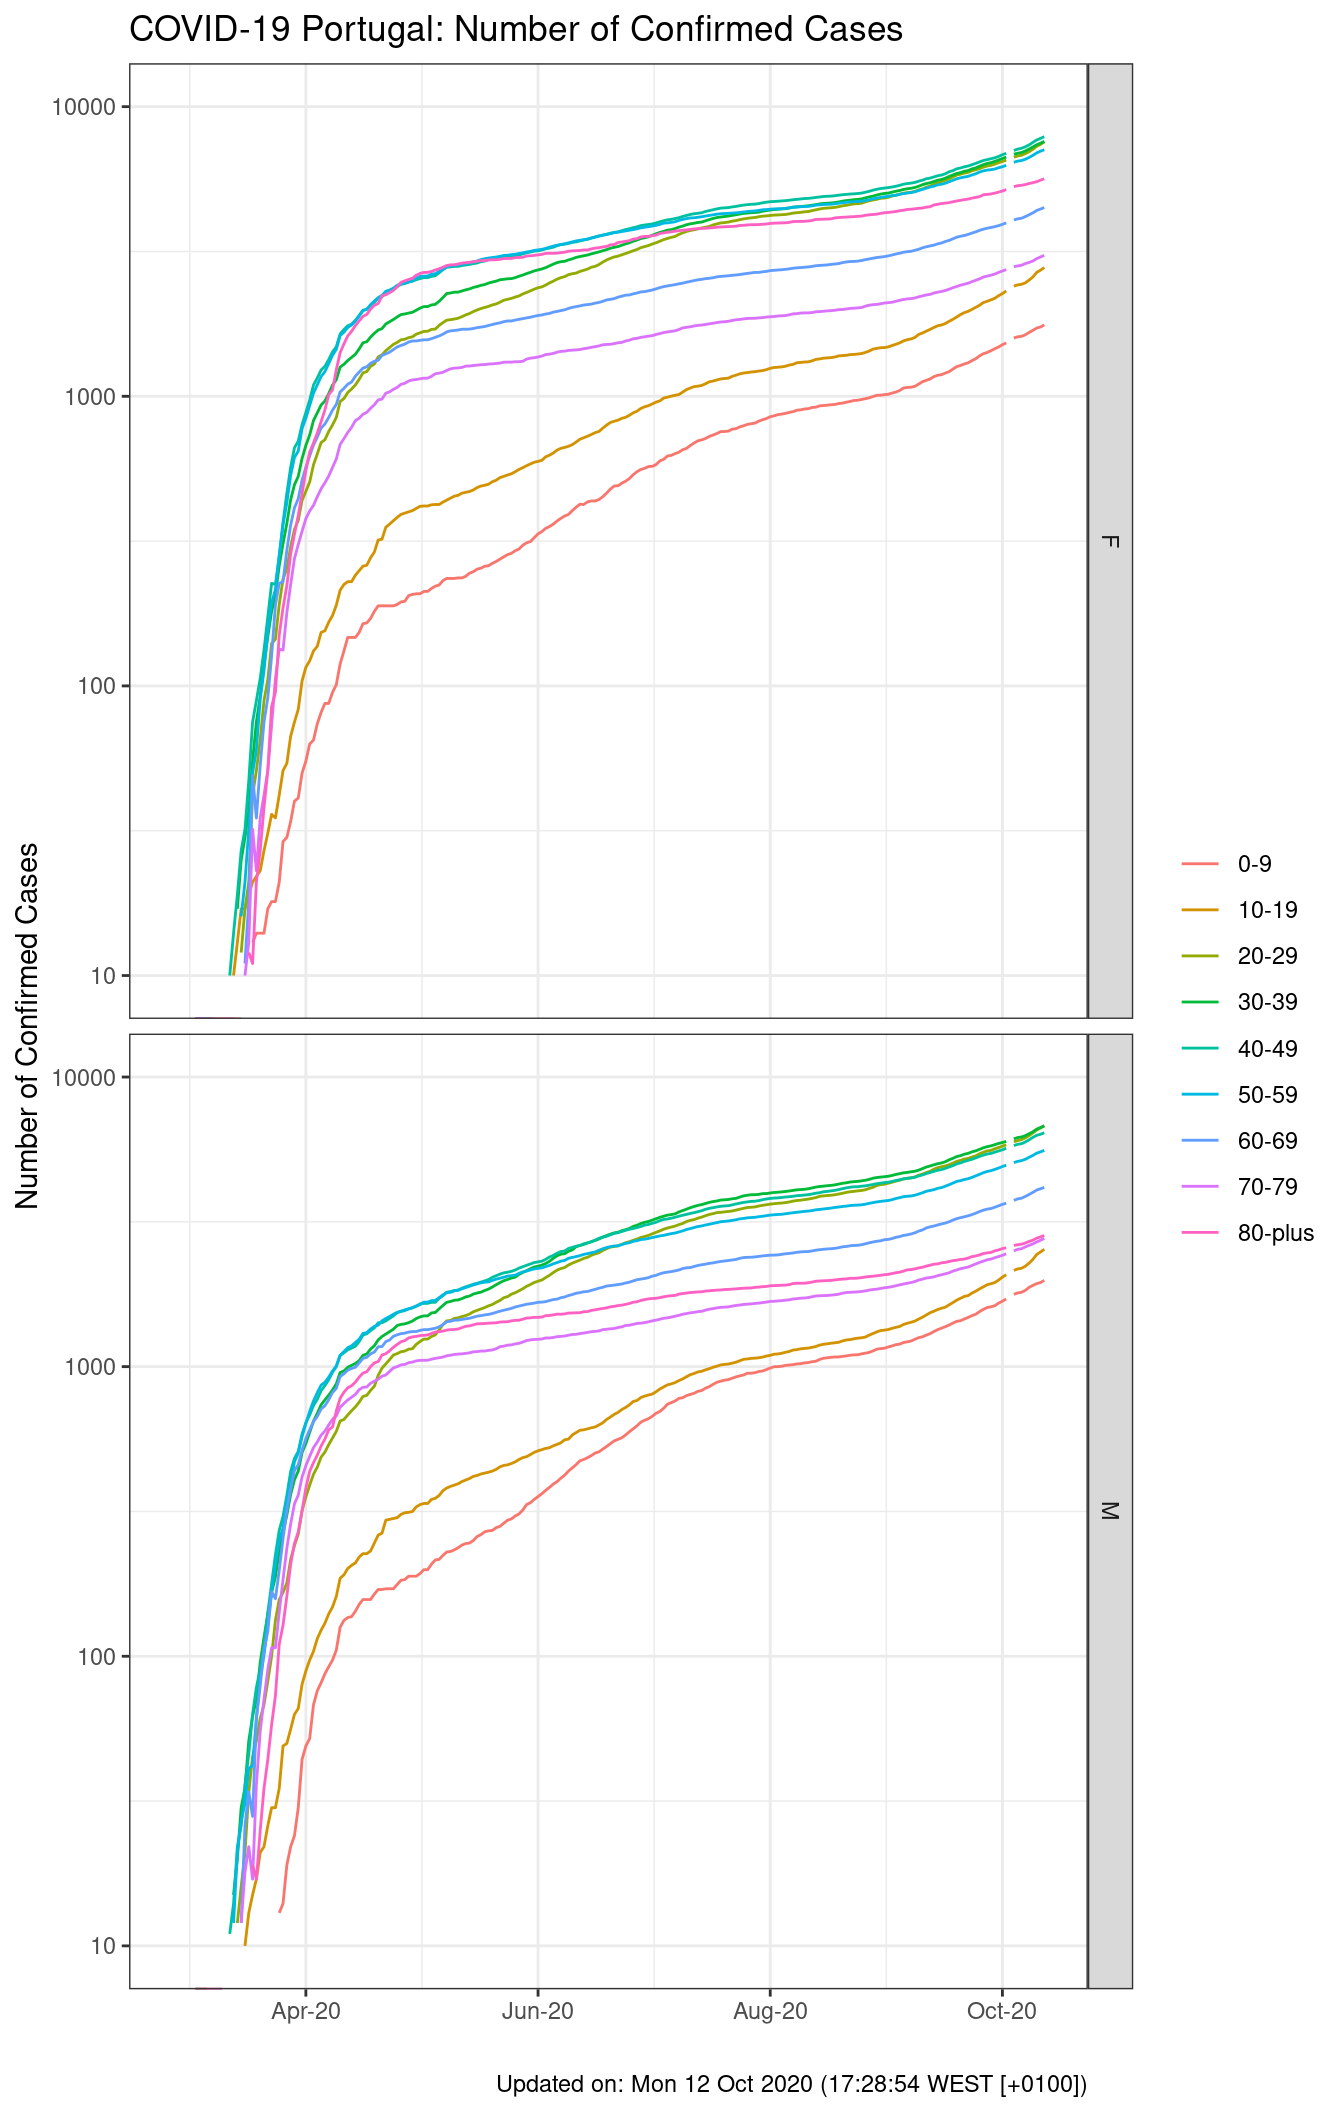 COVID-19 Portugal: Number of Confirmed Cases
Number of Confirmed Cases
10000
1000
100
10
F
10000
1000
100
10
M
Apr-20
Jun-20
Aug-20
Oct-20
0-9
10-19
20-29
30-39
40-49
50-59
60-69
70-79
80-plus
Updated on: Mon 12 Oct 2020 (17:28:54 WEST [+0100])